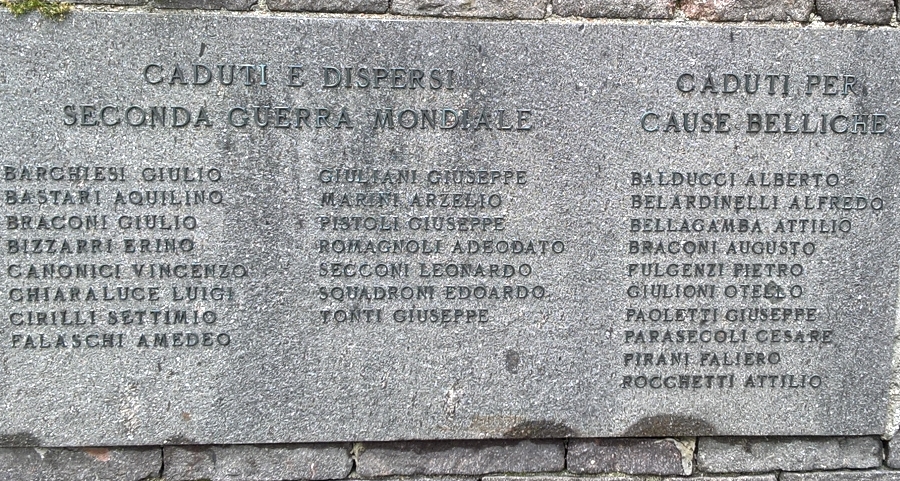 CADUTI E DISPERSI
SECONDA GUERRA MONDIALE
BARCHIESI GIULIO
BASTARI AQUILINO
BRACONI GIULIO
BIZZARRI ERINO
CANONICI VINCENZO
CHIARALUCE LUIGI
CIRILLI SETTIMIO
FALASCHI AMEDEO
GIULIANI GIUSEPPE
MARINI ARZELIO
PISTOLI GIUSEPPE
ROMAGNOLI ADEODATO
SECCONI LEONARDO
SQUADRONI EDOARDO
TONTI GIUSEPPE
CADUTI PER
CAUSE BELLICHE
BALDUCCI ALBERTO
BELARDINELLI ALFREDO
BELLAGAMBA ATTILIO
BRACONI AUGUSTO
FULGENZI PIETRO
GIULIONI OTELLO
PAOLETTI GIUSEPPE
PARASECOLI CESARE
PIRANI FALIERO
ROCCHETTI ATTILIO